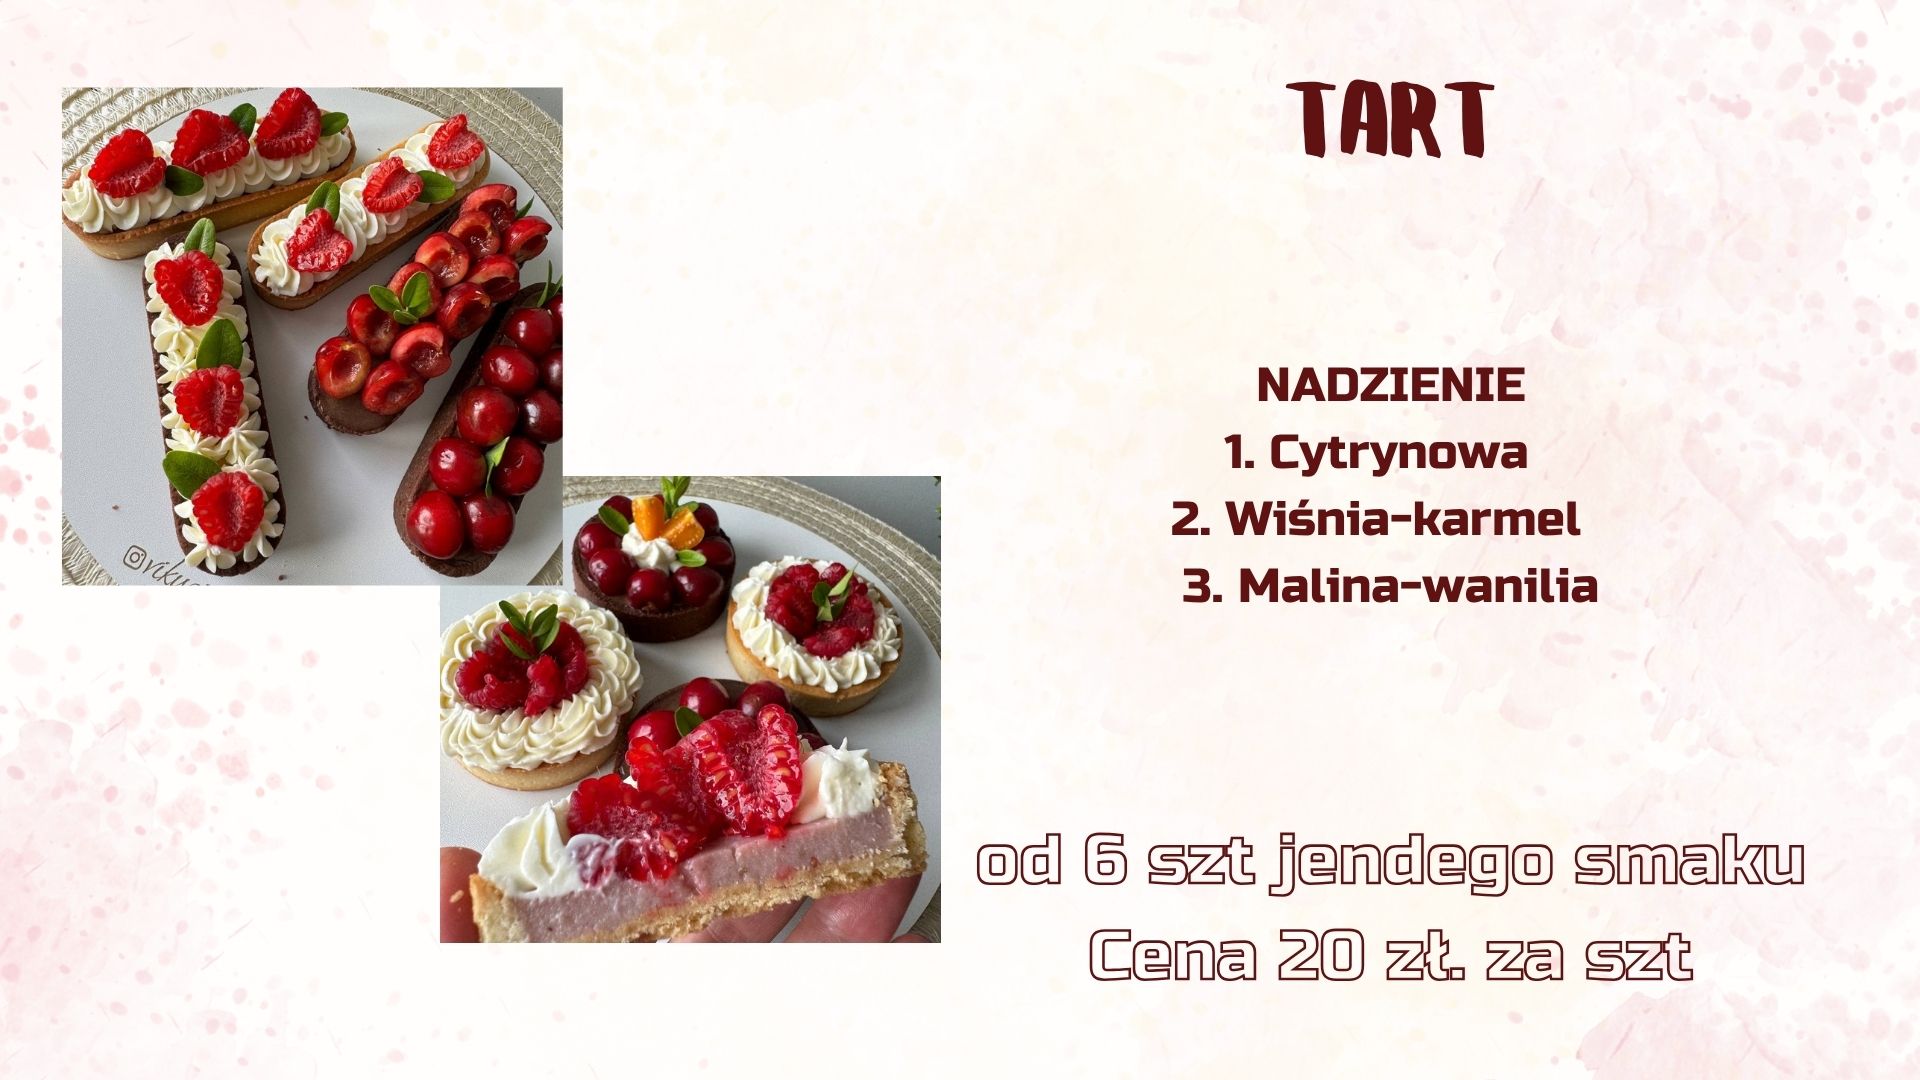 TART
NADZIENIE
1. Cytrynowa
2. Wiśnia-karmel
3. Malina-wanilia
od 6 szt jendego smaku
Cena 20 zł. za szt